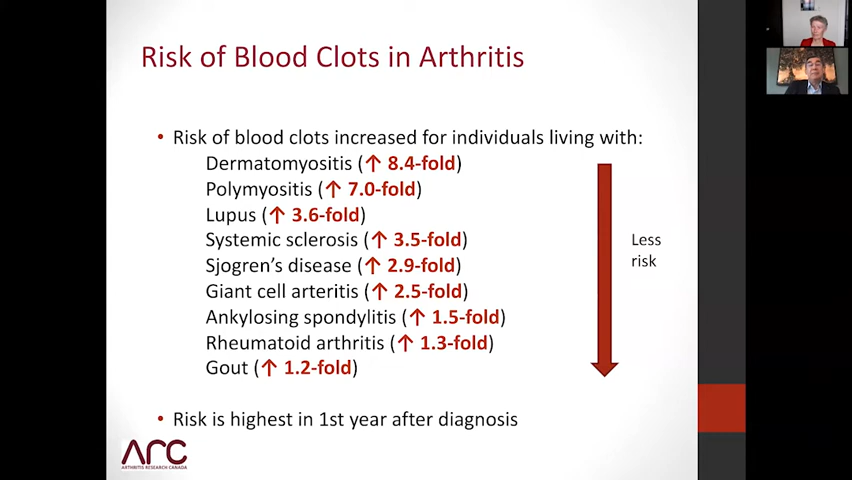 Risk of Blood Clots in Arthritis
• Risk of blood clots increased for individuals living with:
Dermatomyositis (↑ 8.4-fold)
Polymyositis (↑ 7.0-fold)
Lupus (↑ 3.6-fold)
Systemic sclerosis (↑ 3.5-fold)
Sjogren's disease (↑ 2.9-fold)
Giant cell arteritis (↑ 2.5-fold)
Ankylosing spondylitis (↑ 1.5-fold)
Rheumatoid arthritis (↑ 1.3-fold)
Gout (↑ 1.2-fold)
Less
risk
• Risk is highest in 1st year after diagnosis
ARC
ARTHRITIS RESEARCH CANADA